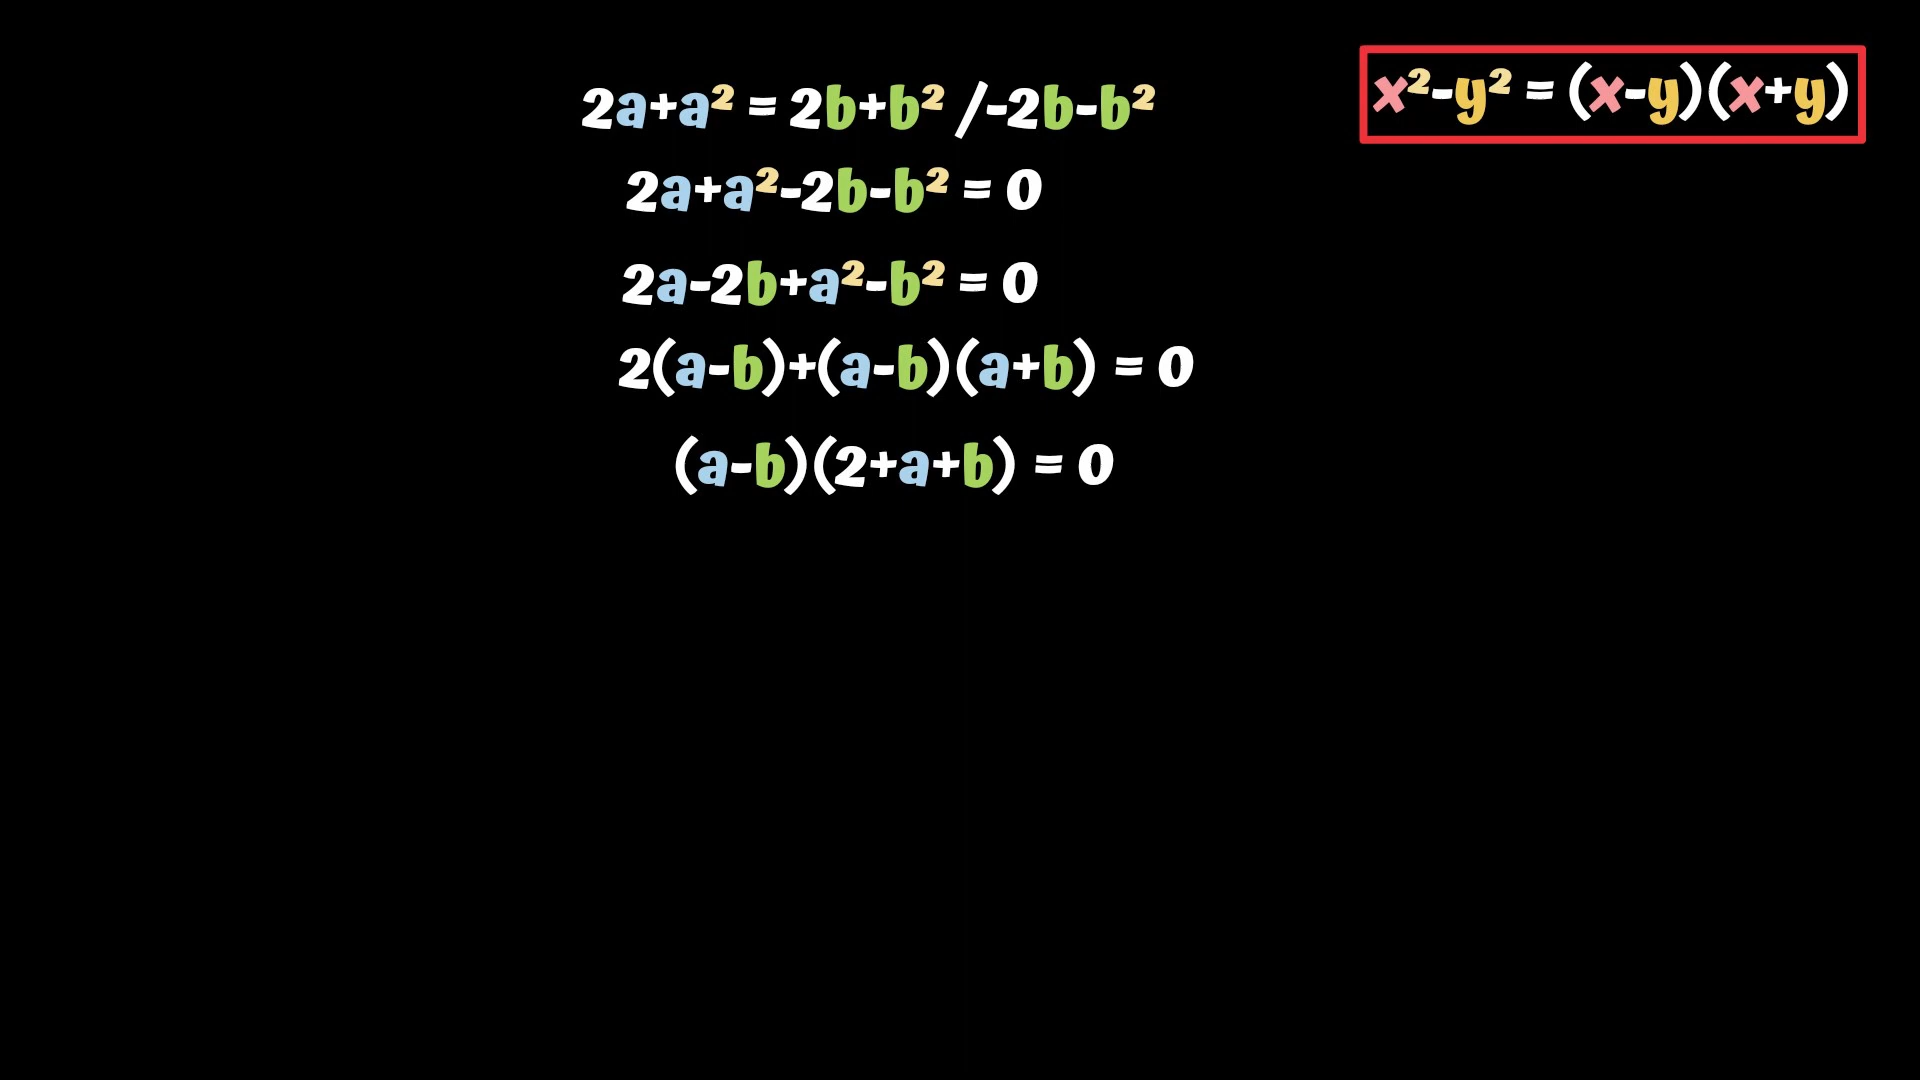 2a+a²=2b+b² /-2b-b²
x²-y²=(x-y)(x+y)
2a+a²-2b-b²=0
2a-2b+a²-b²=0
2(a-b)+(a-b)(a+b)=0
(a-b)(2+a+b)=0